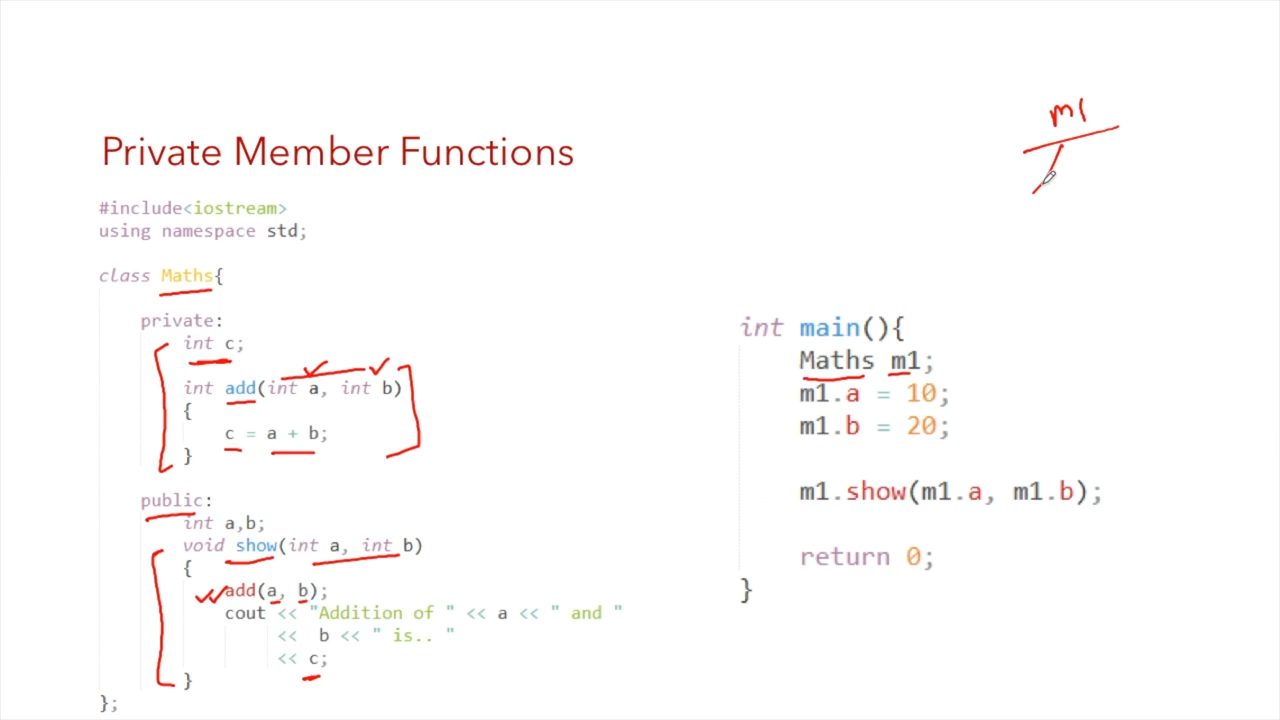 m1
Private Member Functions
#include<iostream>
using namespace std;
class Maths{
private:
int c;
int add(int a, int b)
{
c = a + b;
}
public:
int a,b;
void show(int a, int b)
{
add(a, b);
cout << "Addition of " << a << " and "
<< b << " is.. "
<< c;
}
};
int main(){
Maths m1;
m1.a = 10;
m1.b = 20;
m1.show(m1.a, m1.b);
return 0;
}